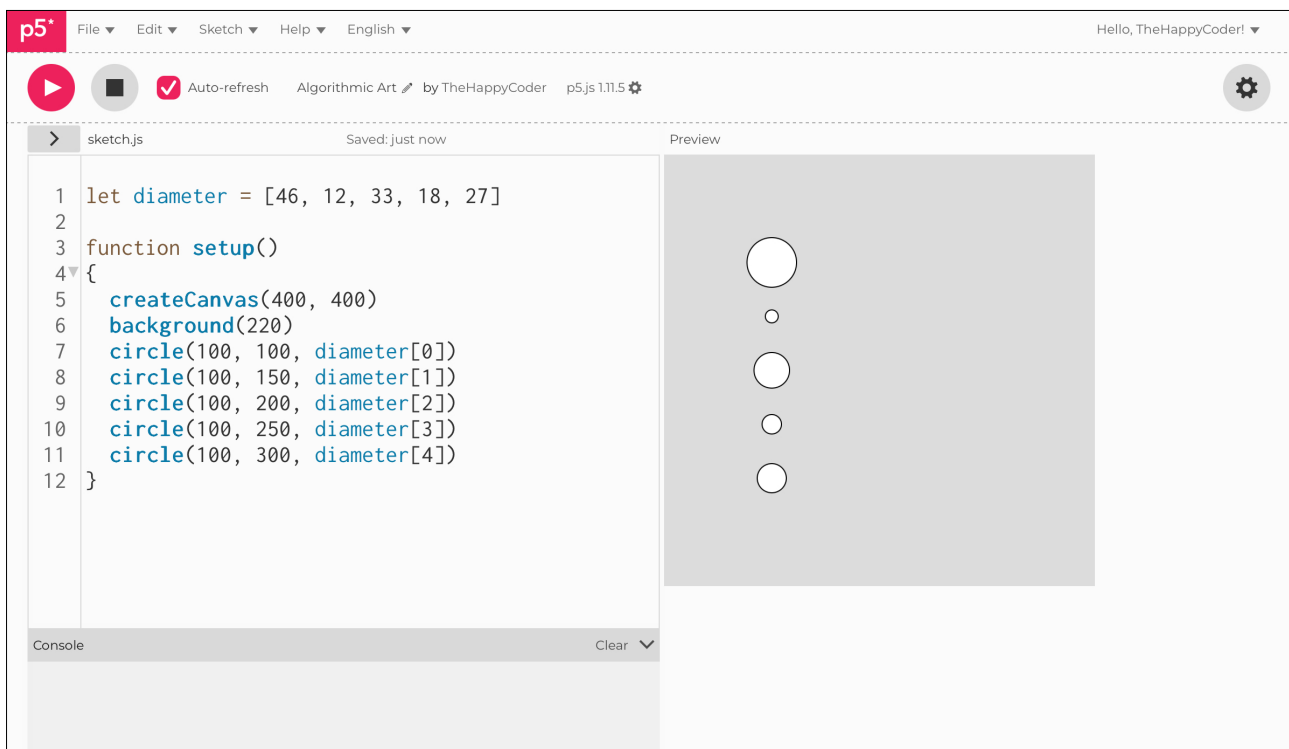 p5* File Edit Sketch Help English Hello, TheHappyCoder!
Auto-refresh Algorithmic Art by TheHappyCoder p5.js 1.11.5
sketch.js Saved: just now Preview
1 let diameter = [46, 12, 33, 18, 27]
2
3 function setup()
4 {
5 createCanvas(400, 400)
6 background(220)
7 circle(100, 100, diameter[0])
8 circle(100, 150, diameter[1])
9 circle(100, 200, diameter[2])
10 circle(100, 250, diameter[3])
11 circle(100, 300, diameter[4])
12 }
Console Clear